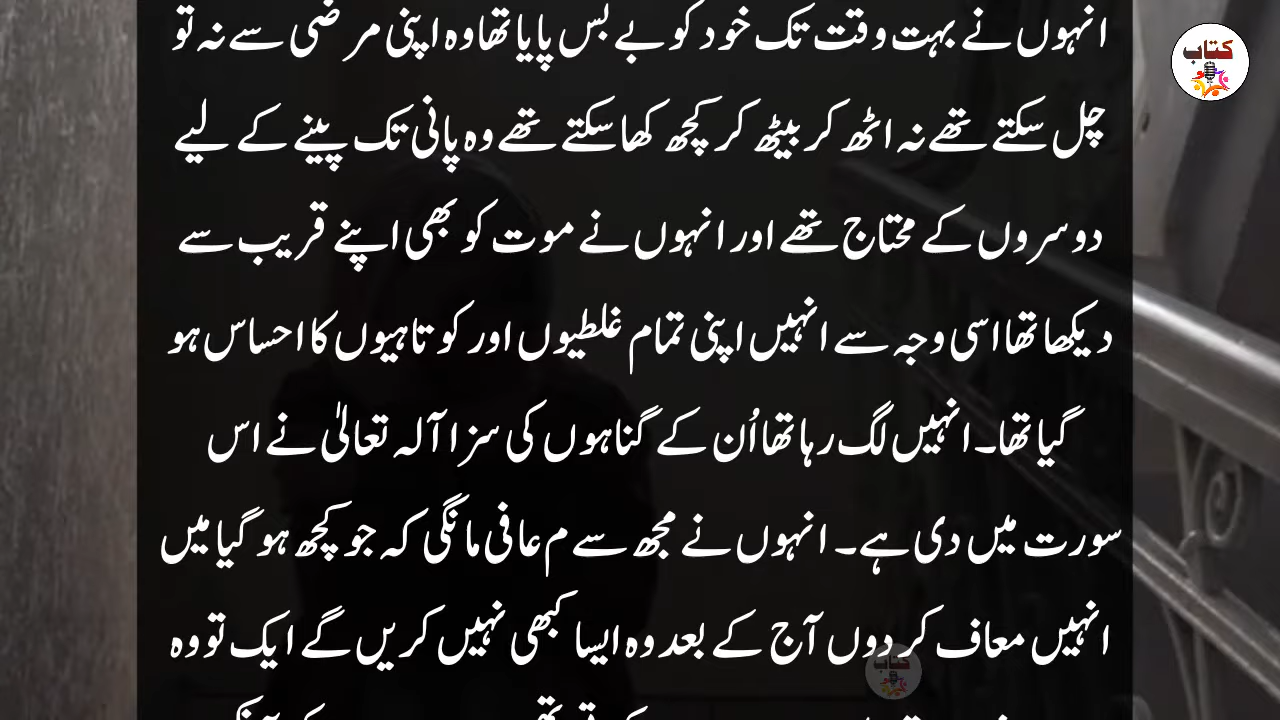 انہوں نے بہت وقت تک خود کو بے بس پایا تھا وہ اپنی مرضی سے نہ تو
چل سکتے تھے نہ اٹھ کر بیٹھ کر کچھ کھا سکتے تھے وہ پانی تک پینے کے لیے
دوسروں کے محتاج تھے اور انہوں نے موت کو بھی اپنے قریب سے
دیکھا تھا اسی وجہ سے انہیں اپنی تمام غلطیوں اور کوتاہیوں کا احساس ہو
گیا تھا۔ انہیں لگ رہا تھا اُن کے گناہوں کی سزا آلہ تعالیٰ نے اس
سورت میں دی ہے۔ انہوں نے مجھ سے م عافی مانگی کہ جو کچھ ہو گیا میں
انہیں معاف کر دوں آج کے بعد وہ ایسا کبھی نہیں کریں گے ایک تو وہ
کتاب
کتاب